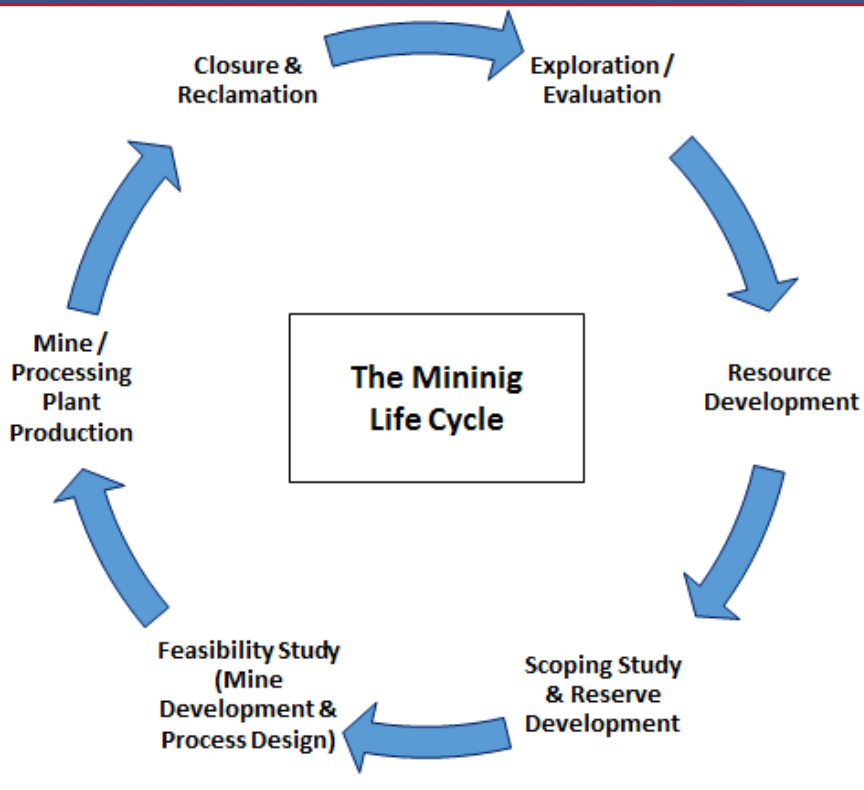 Closure &
Reclamation
Exploration /
Evaluation
Mine /
Processing
Plant
Production
The Mininig
Life Cycle
Resource
Development
Feasibility Study
(Mine
Development &
Process Design)
Scoping Study
& Reserve
Development